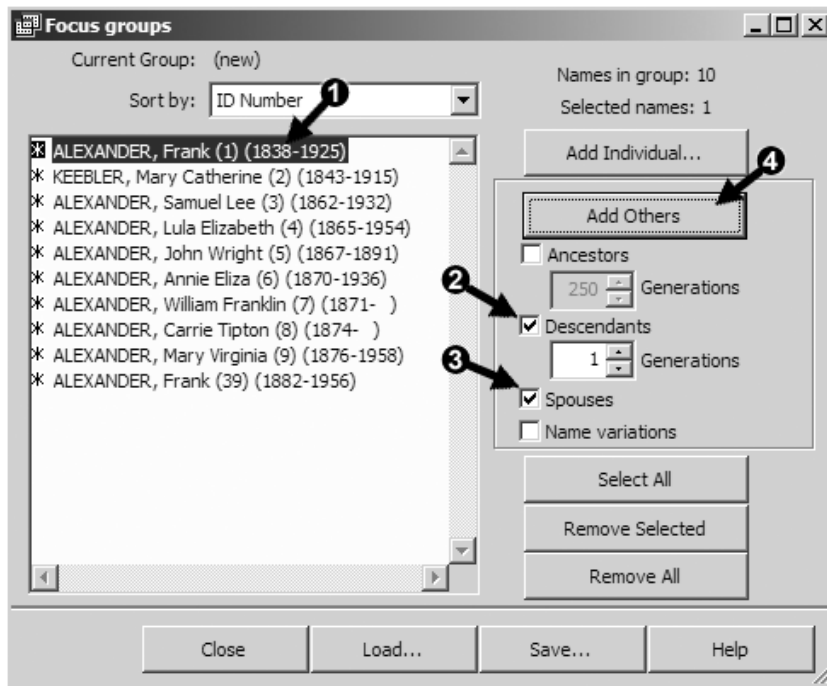 Focus groups
Current Group: (new)
Sort by: ID Number
1
* ALEXANDER, Frank (1) (1838-1925)
* KEEBLER, Mary Catherine (2) (1843-1915)
* ALEXANDER, Samuel Lee (3) (1862-1932)
* ALEXANDER, Lula Elizabeth (4) (1865-1954)
* ALEXANDER, John Wright (5) (1867-1891)
* ALEXANDER, Annie Eliza (6) (1870-1936)
* ALEXANDER, William Franklin (7) (1871- )
* ALEXANDER, Carrie Tipton (8) (1874- )
* ALEXANDER, Mary Virginia (9) (1876-1958)
* ALEXANDER, Frank (39) (1882-1956)
Names in group: 10
Selected names: 1
Add Individual...
4
Add Others
Ancestors
250 Generations
2
Descendants
1 Generations
3
Spouses
Name variations
Select All
Remove Selected
Remove All
Close Load... Save... Help